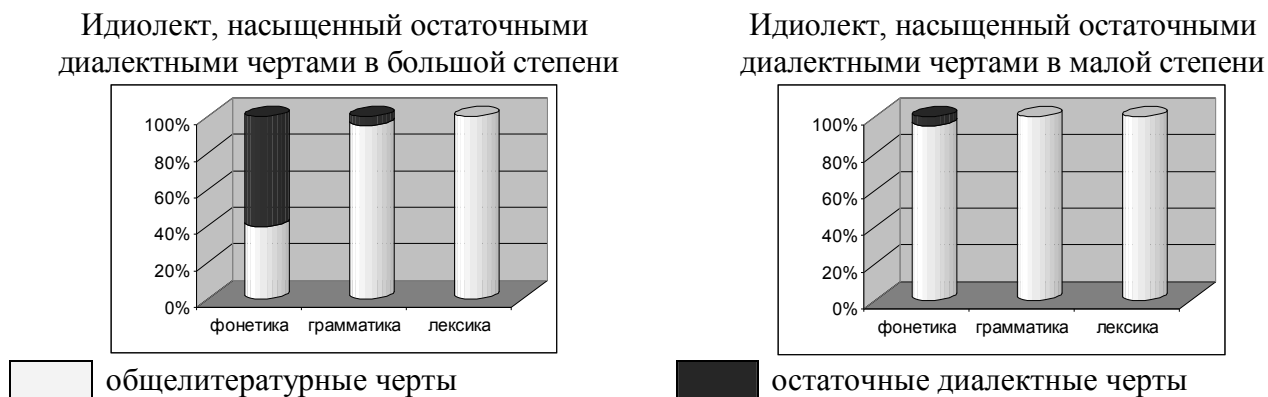 Идиолект, насыщенный остаточными
диалектными чертами в большой степени
100%
80%
60%
40%
20%
0%
фонетика грамматика лексика
Идиолект, насыщенный остаточными
диалектными чертами в малой степени
100%
80%
60%
40%
20%
0%
фонетика грамматика лексика
общелитературные черты
остаточные диалектные черты